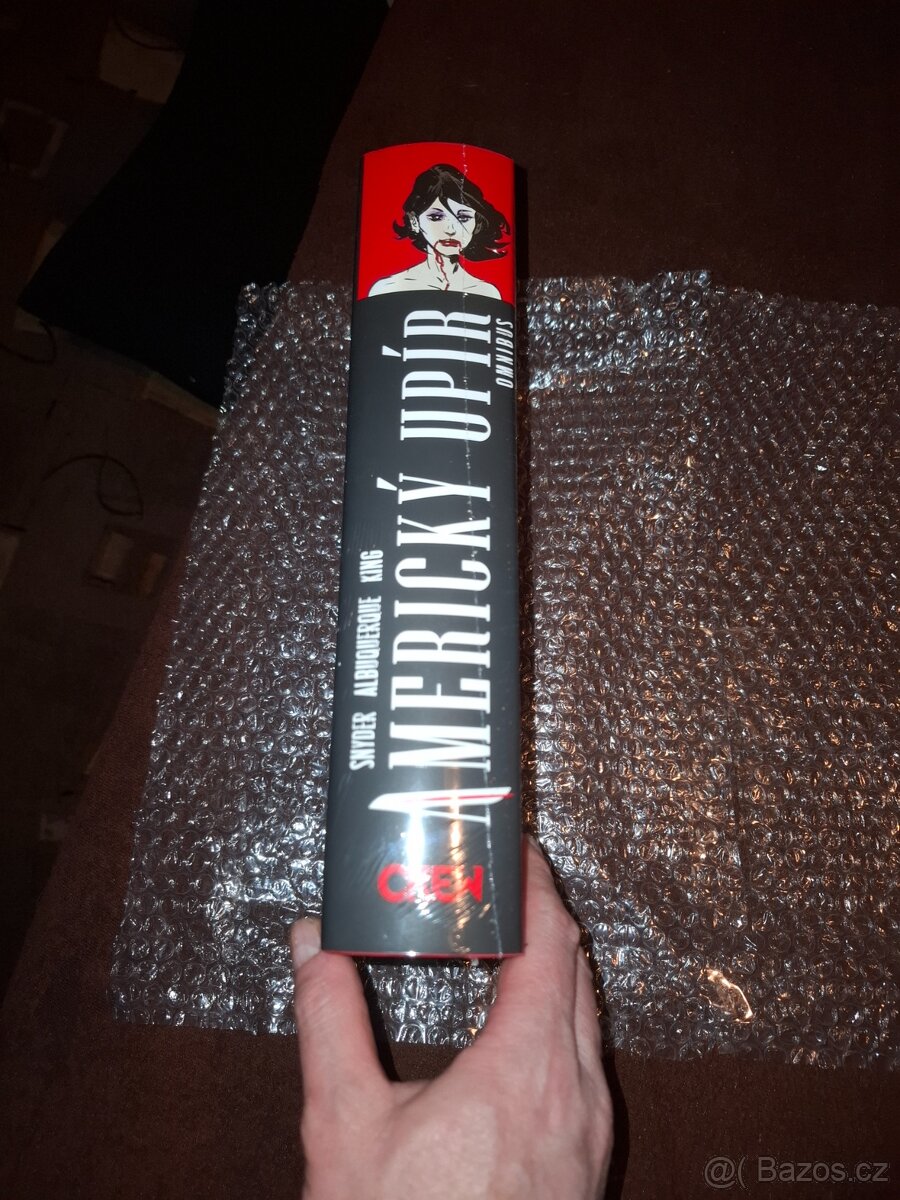 SNYDER ALBUQUERQUE KING
AMERICKÝ UPÍR
OMNIBUS
CREW
@( Bazos.cz